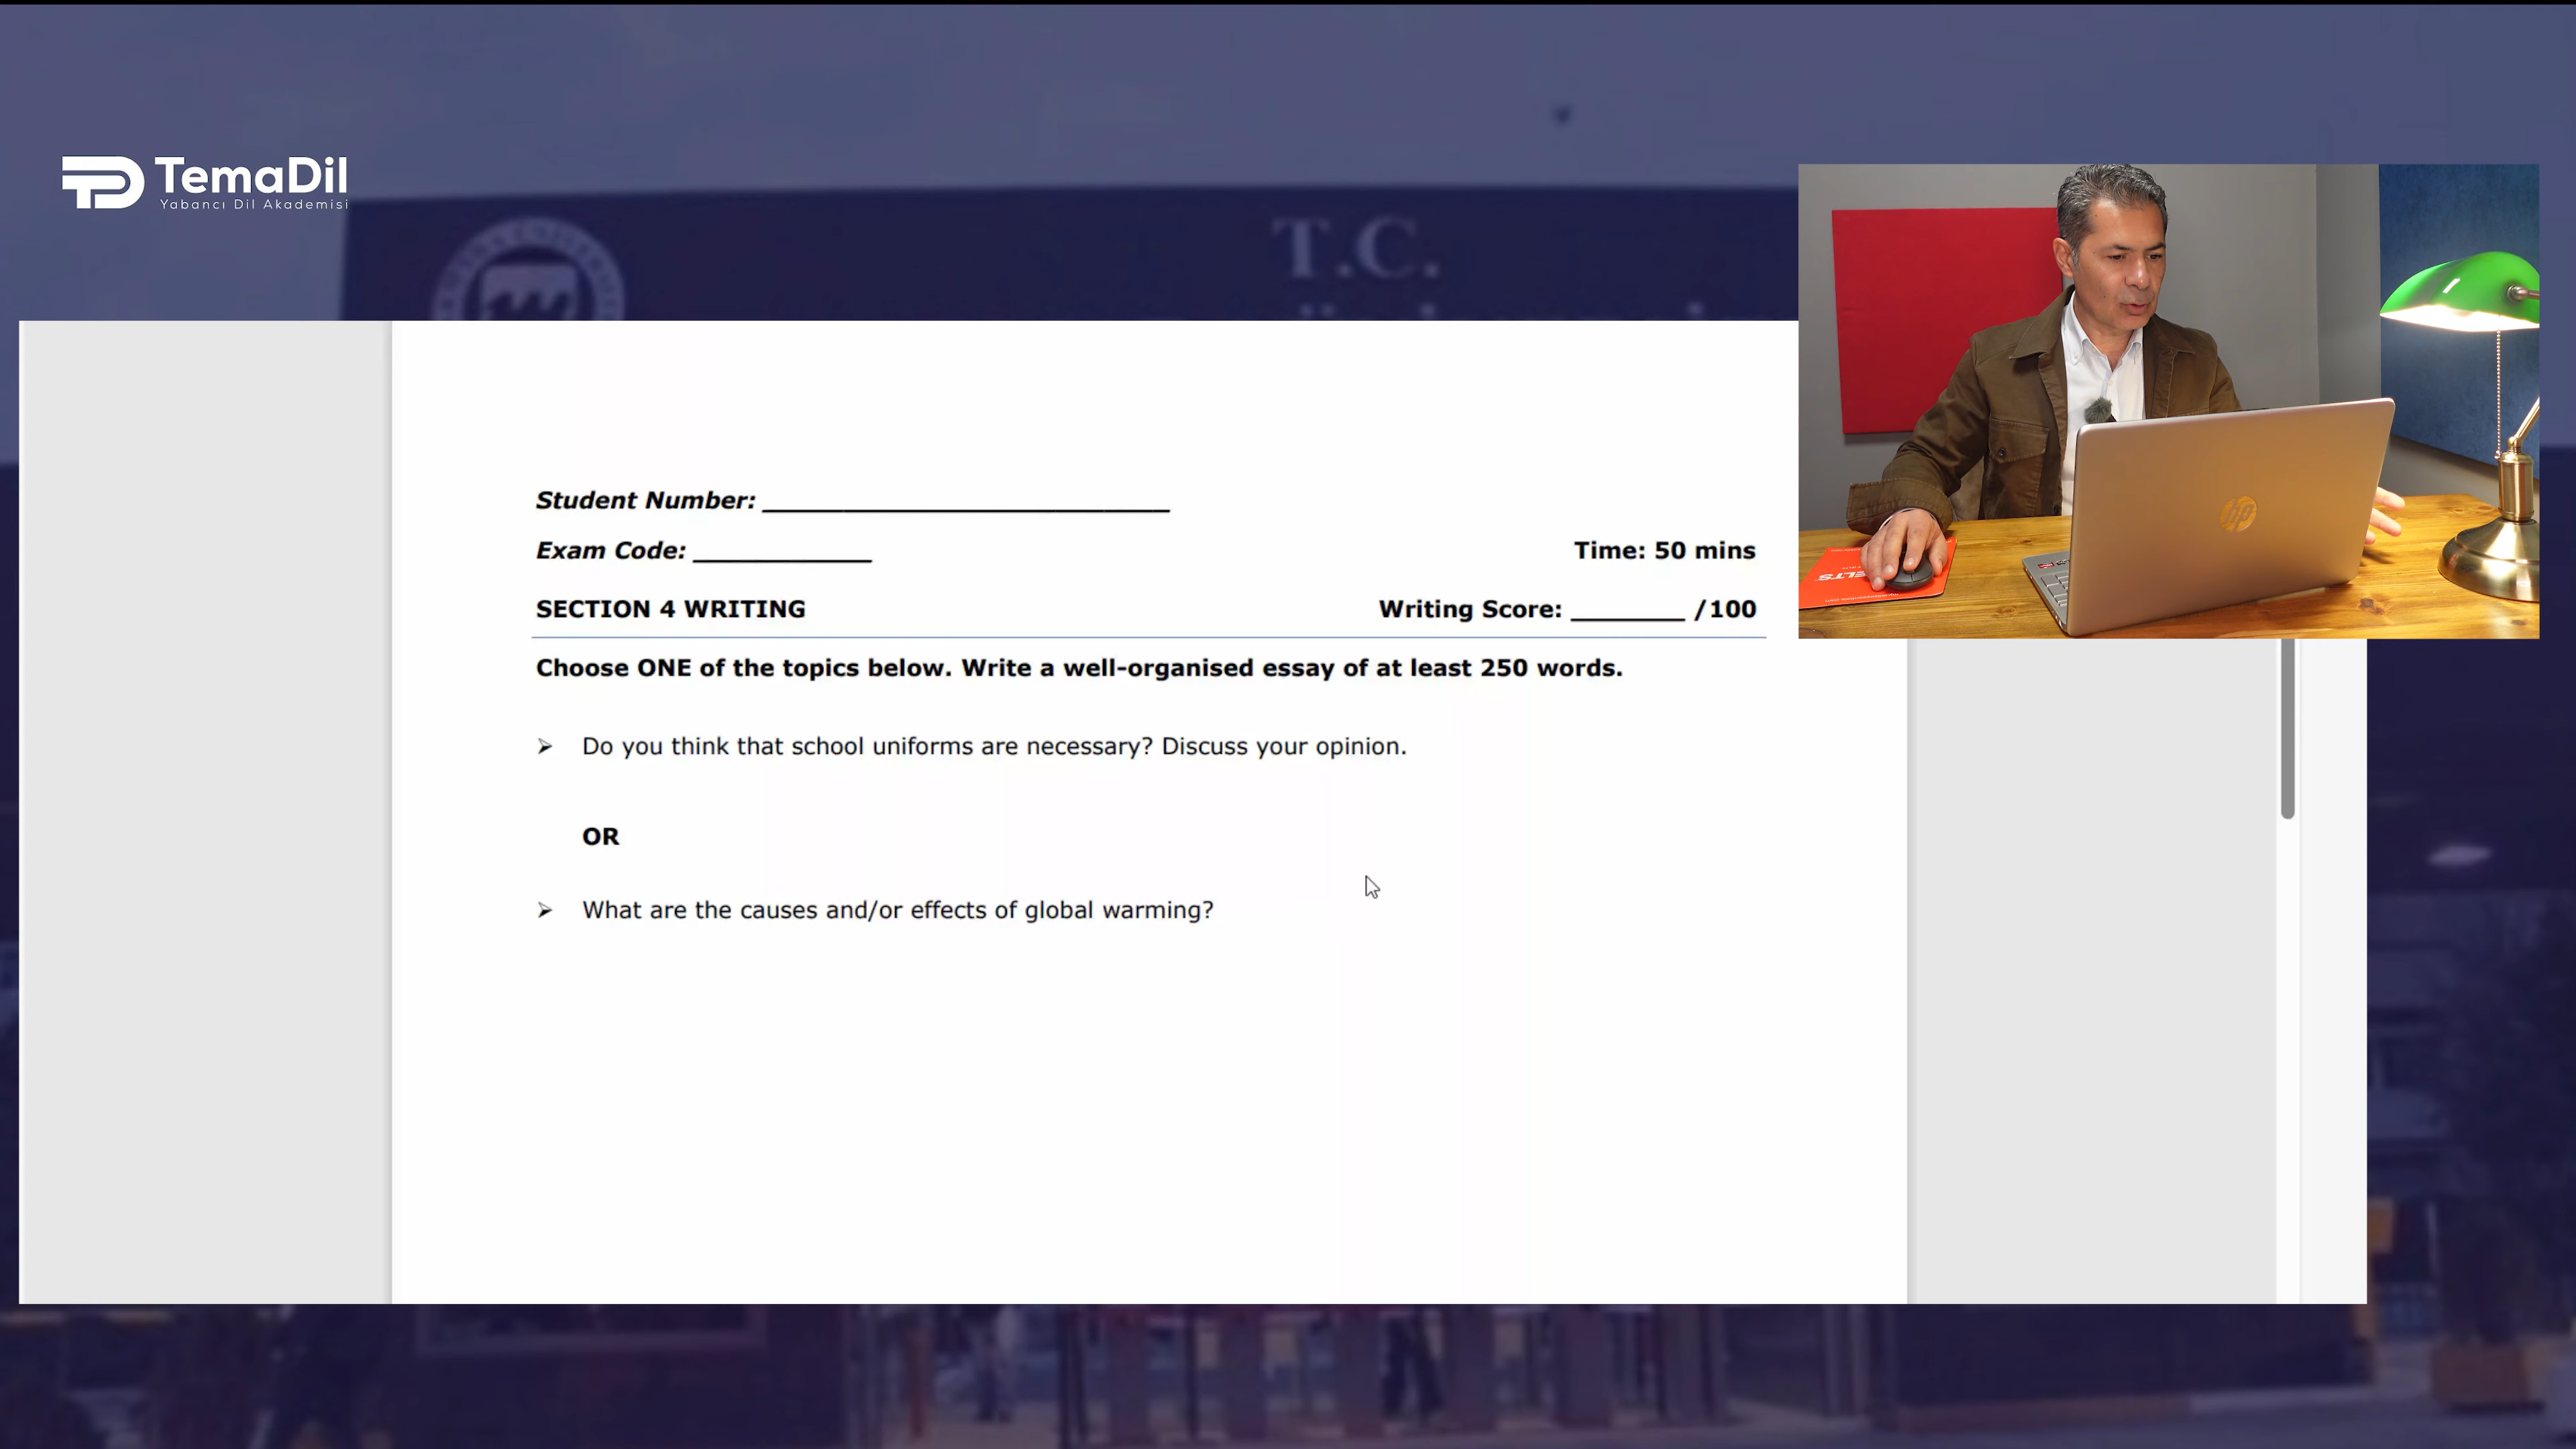 TemaDil
Yabancı Dil Akademisi
T.C.
Student Number:
Exam Code:
Time: 50 mins
SECTION 4 WRITING
Writing Score: /100
Choose ONE of the topics below. Write a well-organised essay of at least 250 words.
Do you think that school uniforms are necessary? Discuss your opinion.
OR
What are the causes and/or effects of global warming?
hp